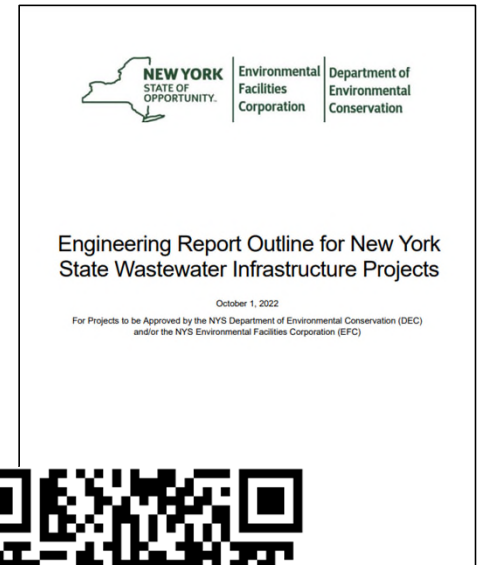 NEW YORK
STATE OF
OPPORTUNITY.
Environmental
Facilities
Corporation
Department of
Environmental
Conservation
Engineering Report Outline for New York
State Wastewater Infrastructure Projects
October 1, 2022
For Projects to be Approved by the NYS Department of Environmental Conservation (DEC)
and/or the NYS Environmental Facilities Corporation (EFC)